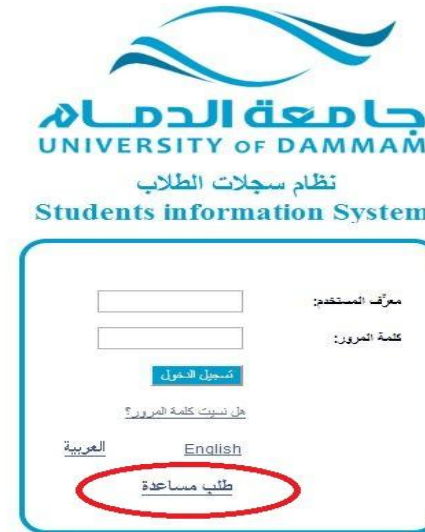 جامعة الدمام
UNIVERSITY OF DAMMAM
نظام سجلات الطلاب
Students information System
معرّف المستخدم:
كلمة المرور:
تسجيل الدخول
هل نسيت كلمة المرور؟
العربية English
طلب مساعدة